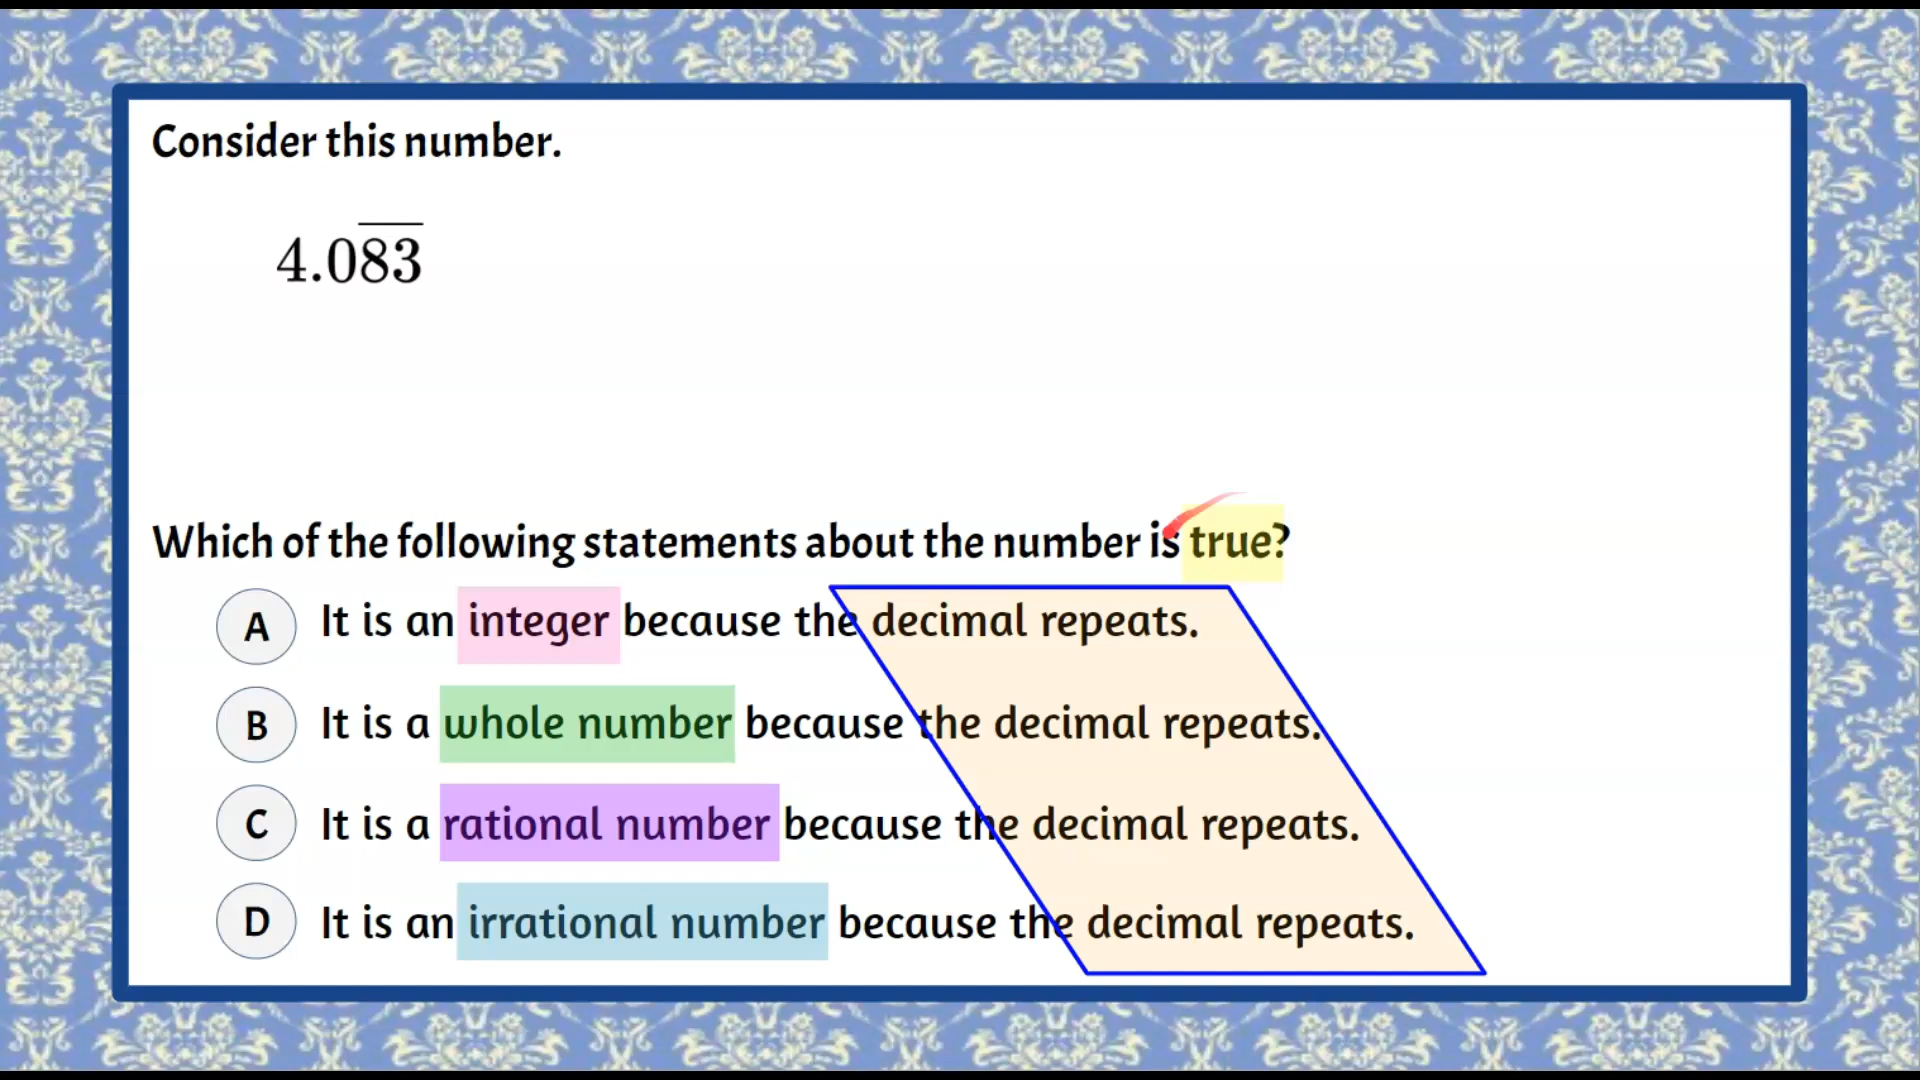 Consider this number.
4.08̅3̅
Which of the following statements about the number is true?
A It is an integer because the decimal repeats.
B It is a whole number because the decimal repeats.
C It is a rational number because the decimal repeats.
D It is an irrational number because the decimal repeats.